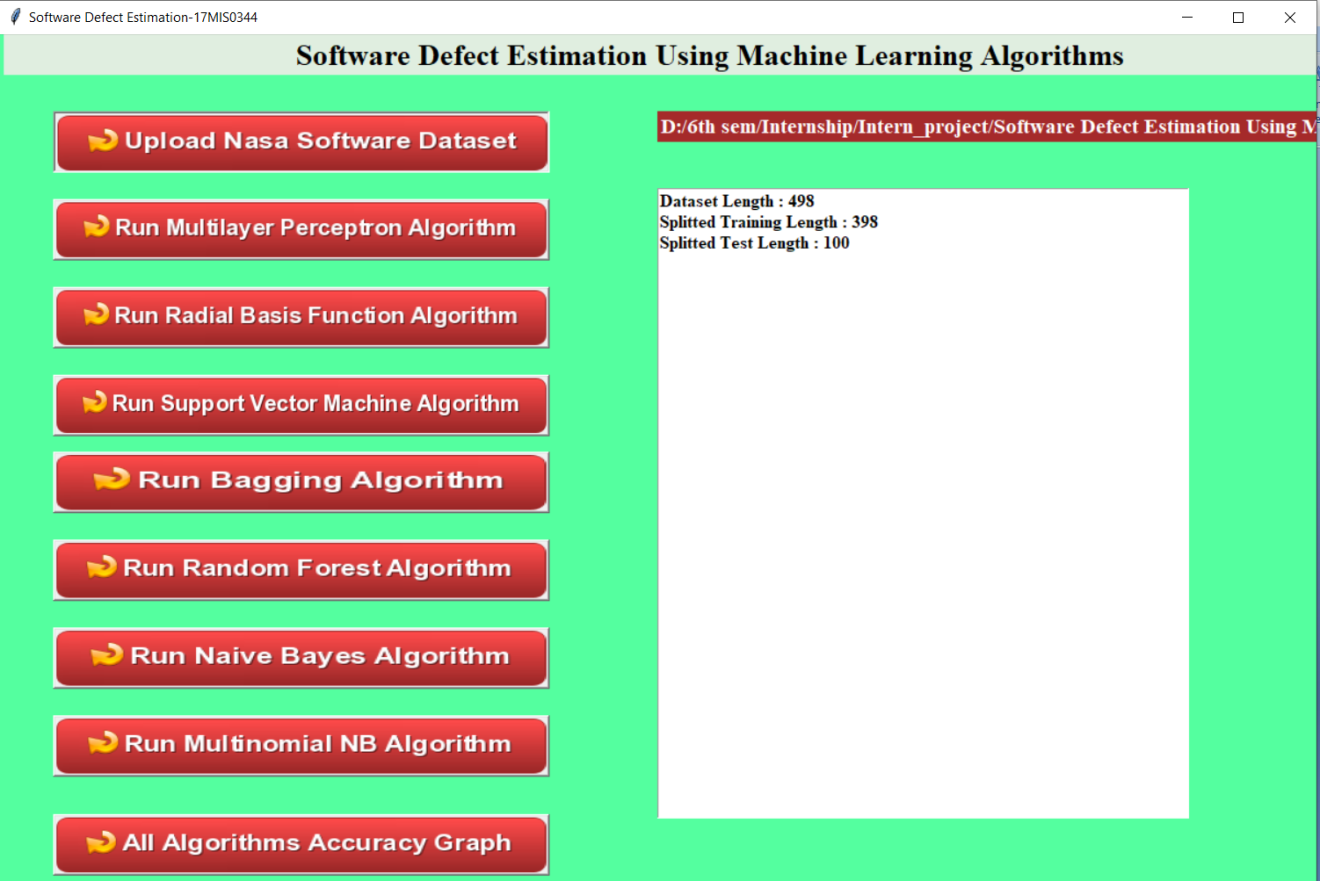 Software Defect Estimation-17MIS0344
Software Defect Estimation Using Machine Learning Algorithms
Upload Nasa Software Dataset
Run Multilayer Perceptron Algorithm
Run Radial Basis Function Algorithm
Run Support Vector Machine Algorithm
Run Bagging Algorithm
Run Random Forest Algorithm
Run Naive Bayes Algorithm
Run Multinomial NB Algorithm
All Algorithms Accuracy Graph
D:/6th sem/Internship/Intern_project/Software Defect Estimation Using M
Dataset Length : 498
Splitted Training Length : 398
Splitted Test Length : 100